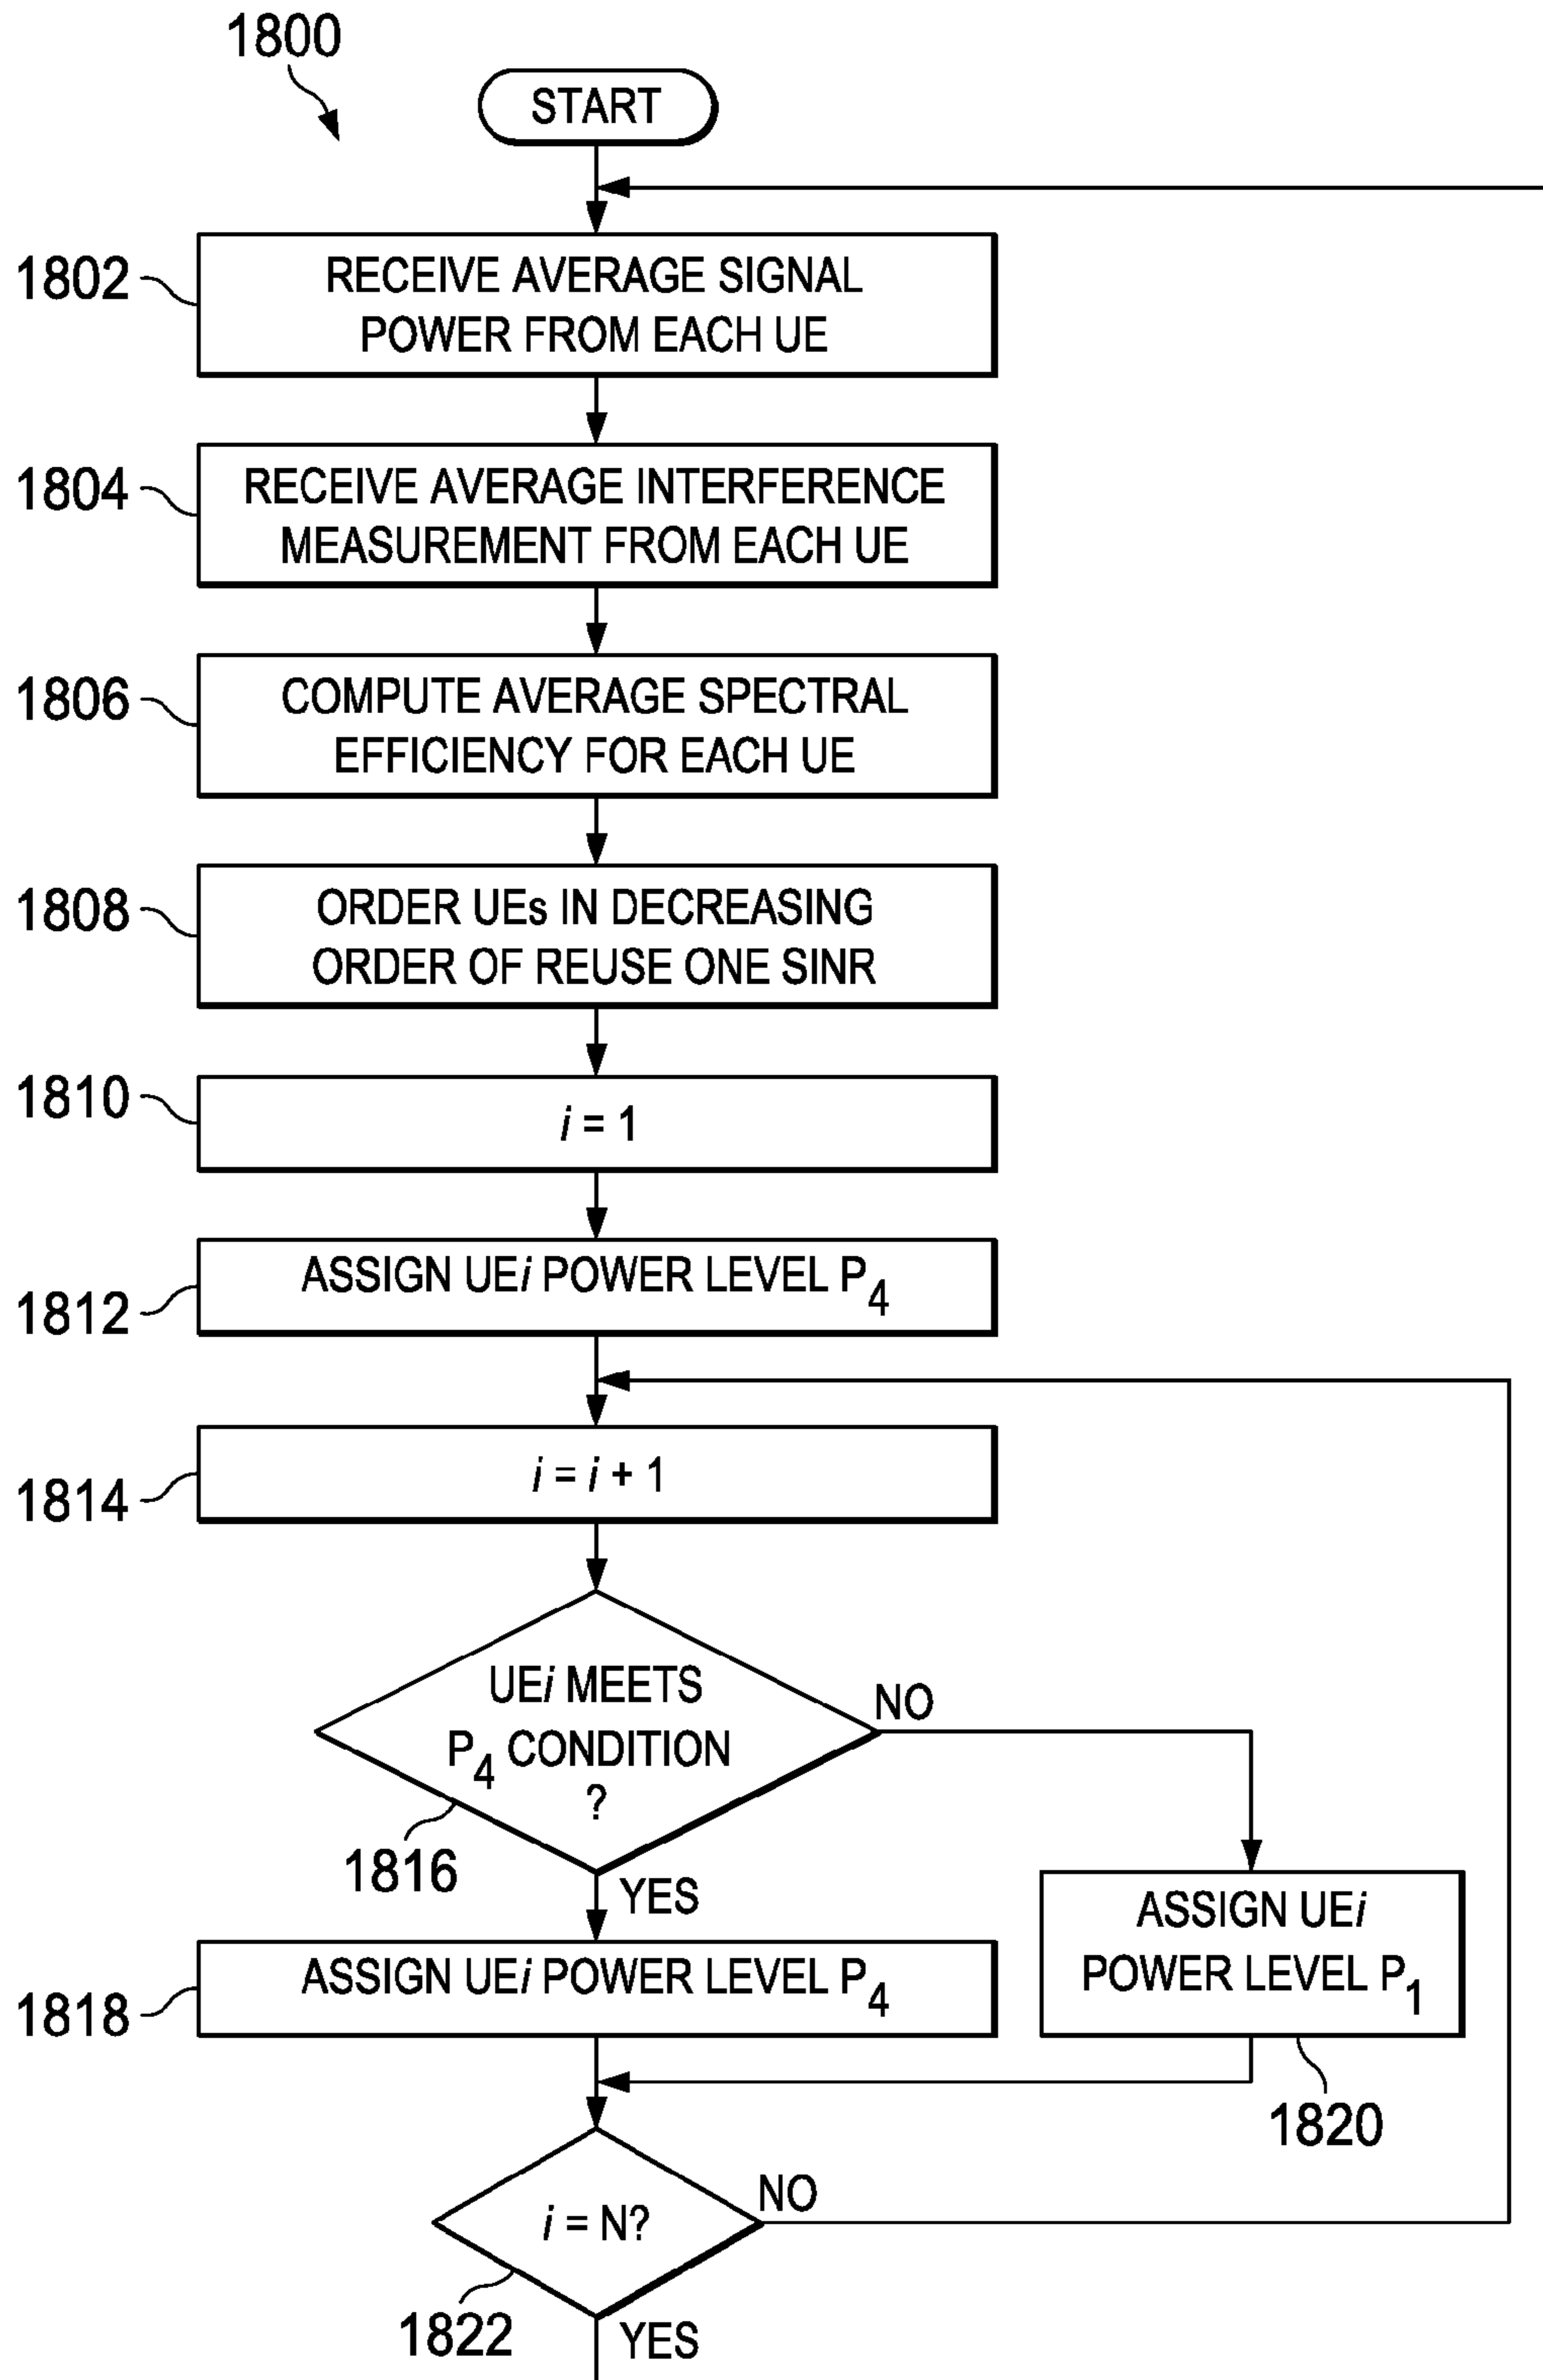 1800
START
1802
RECEIVE AVERAGE SIGNAL
POWER FROM EACH UE
1804
RECEIVE AVERAGE INTERFERENCE
MEASUREMENT FROM EACH UE
1806
COMPUTE AVERAGE SPECTRAL
EFFICIENCY FOR EACH UE
1808
ORDER UEs IN DECREASING
ORDER OF REUSE ONE SINR
1810
i = 1
1812
ASSIGN UEi POWER LEVEL P4
1814
i = i + 1
UEi MEETS
P4 CONDITION
?
NO
1816
YES
ASSIGN UEi
POWER LEVEL P1
1818
ASSIGN UEi POWER LEVEL P4
1820
i = N?
NO
1822
YES